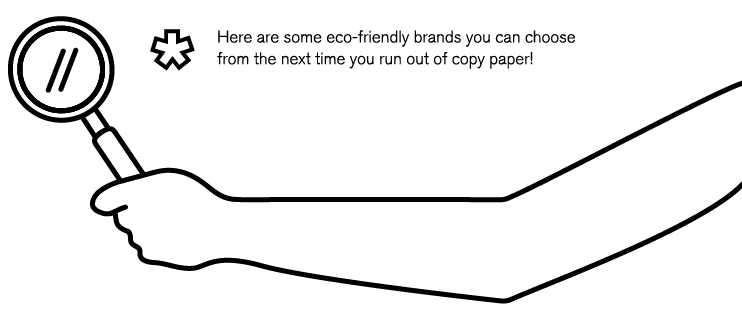 Here are some eco-friendly brands you can choose
from the next time you run out of copy paper!